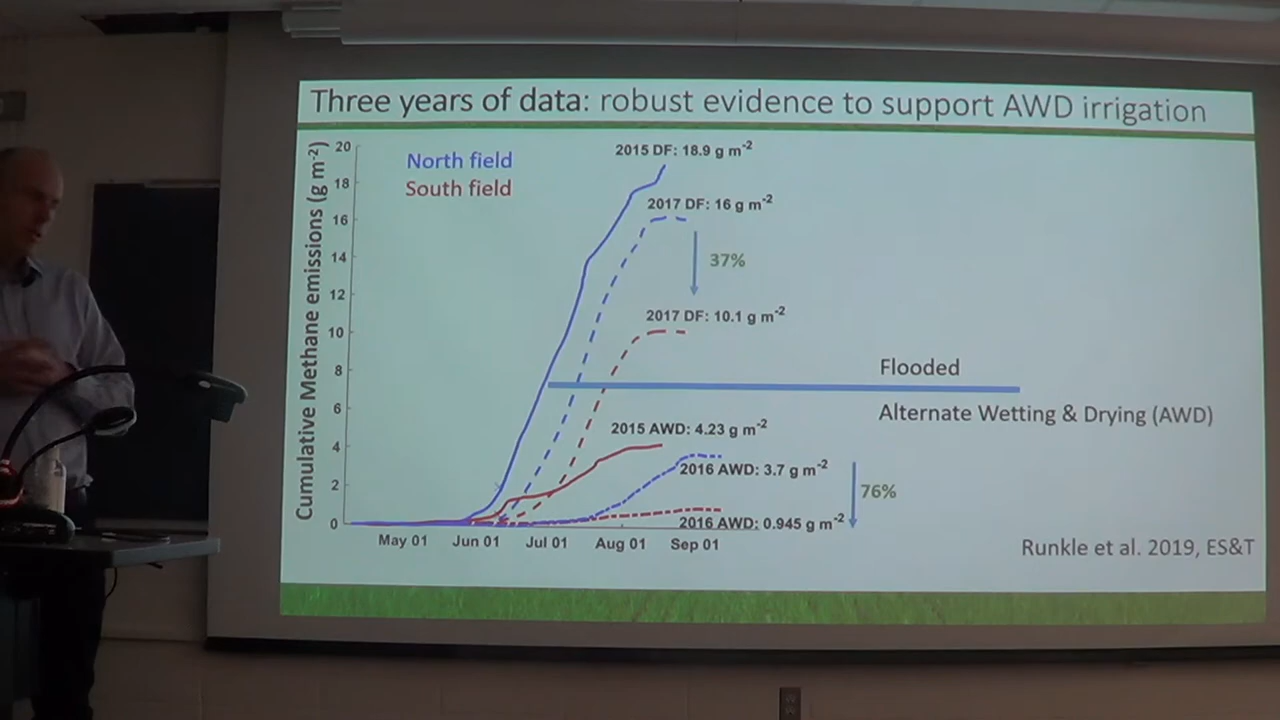 Three years of data: robust evidence to support AWD irrigation
Cumulative Methane emissions (g m⁻²)
20
18
16
14
12
10
8
6
4
2
0
North field
South field
2015 DF: 18.9 g m⁻²
2017 DF: 16 g m⁻²
37%
2017 DF: 10.1 g m⁻²
Flooded
Alternate Wetting & Drying (AWD)
2015 AWD: 4.23 g m⁻²
2016 AWD: 3.7 g m⁻²
76%
2016 AWD: 0.945 g m⁻²
May 01 Jun 01 Jul 01 Aug 01 Sep 01
Runkle et al. 2019, ES&T